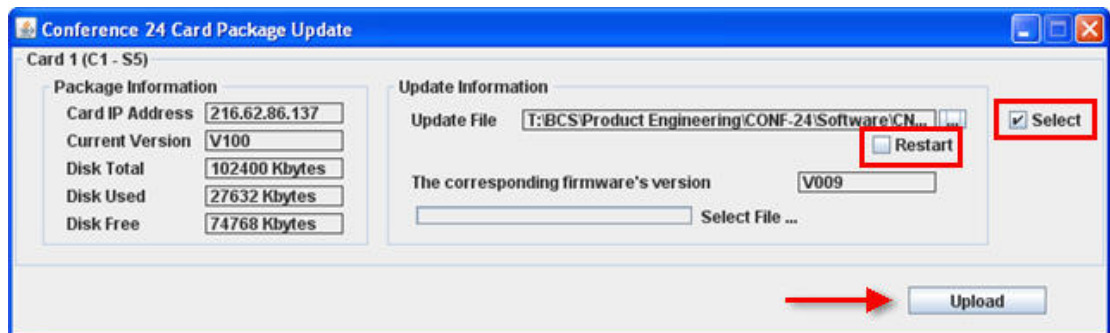 Conference 24 Card Package Update
Card 1 (C1 - S5)
Package Information
Card IP Address 216.62.86.137
Current Version V100
Disk Total 102400 Kbytes
Disk Used 27632 Kbytes
Disk Free 74768 Kbytes
Update Information
Update File T:\BCS\Product Engineering\CONF-24\Software\CN... ...
Restart
The corresponding firmware's version V009
Select File ...
Select
Upload